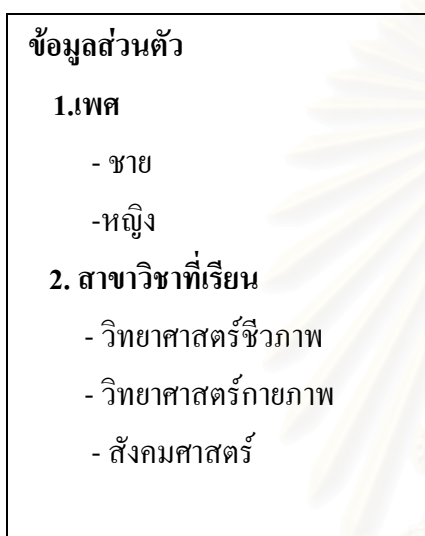 ข้อมูลส่วนตัว
1.เพศ
- ชาย
-หญิง
2. สาขาวิชาที่เรียน
- วิทยาศาสตร์ชีวภาพ
- วิทยาศาสตร์กายภาพ
- สังคมศาสตร์